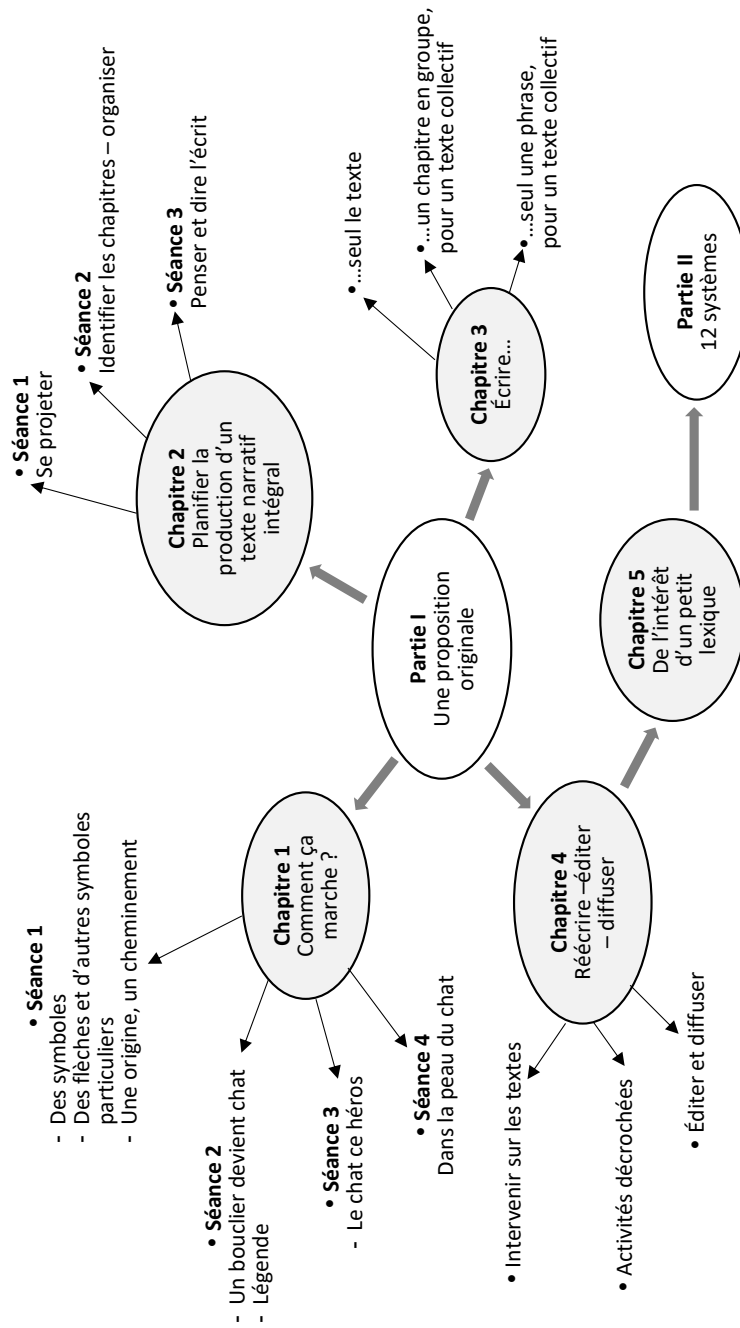 Partie I
Une proposition
originale
Chapitre 1
Comment ça
marche ?
• Séance 1
- Des symboles
- Des flèches et d’autres symboles
particuliers
- Une origine, un cheminement
• Séance 2
- Un bouclier devient chat
- Légende
• Séance 3
- Le chat ce héros
• Séance 4
Dans la peau du chat
Chapitre 2
Planifier la
production d’un
texte narratif
intégral
• Séance 1
Se projeter
• Séance 2
Identifier les chapitres – organiser
• Séance 3
Penser et dire l’écrit
Chapitre 3
Écrire...
•...seul le texte
•...un chapitre en groupe,
pour un texte collectif
•...seul une phrase,
pour un texte collectif
Chapitre 4
Réécrire –éditer
– diffuser
• Intervenir sur les textes
• Activités décrochées
• Éditer et diffuser
Chapitre 5
De l’intérêt
d’un petit
lexique
Partie II
12 systèmes